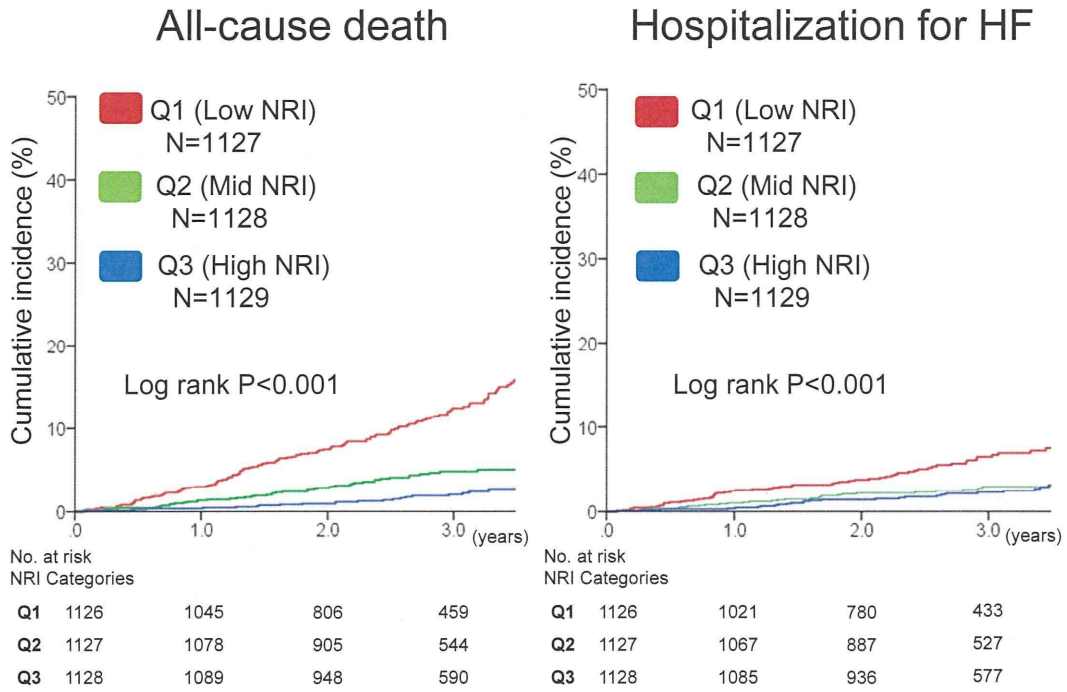 All-cause death
Cumulative incidence (%)
50
40
30
20
10
0
Q1 (Low NRI)
N=1127
Q2 (Mid NRI)
N=1128
Q3 (High NRI)
N=1129
Log rank P<0.001
.0 1.0 2.0 3.0 (years)
No. at risk
NRI Categories
Q1 1126 1045 806 459
Q2 1127 1078 905 544
Q3 1128 1089 948 590
Hospitalization for HF
Cumulative incidence (%)
50
40
30
20
10
0
Q1 (Low NRI)
N=1127
Q2 (Mid NRI)
N=1128
Q3 (High NRI)
N=1129
Log rank P<0.001
.0 1.0 2.0 3.0 (years)
No. at risk
NRI Categories
Q1 1126 1021 780 433
Q2 1127 1067 887 527
Q3 1128 1085 936 577